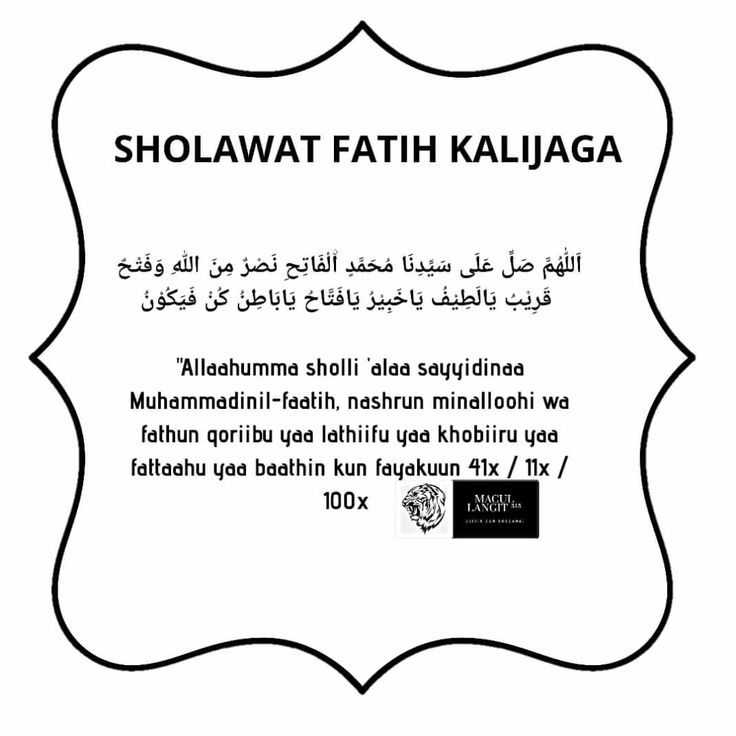 SHOLAWAT FATIH KALIJAGA
اَللّٰهُمَّ صَلِّ عَلَى سَيِّدِنَا مُحَمَّدٍ اۨلْفَاتِحِ نَصْرٌ مِنَ اللّٰهِ وَفَتْحٌ
قَرِيْبٌ يَالَطِيْفُ يَاخَبِيْرُ يَافَتَّاحُ يَابَاطِنُ كُنْ فَيَكُوْنُ
"Allaahumma sholli 'alaa sayyidinaa
Muhammadinil-faatih, nashrun minalloohi wa
fathun qoriibu yaa lathiifu yaa khobiiru yaa
fattaahu yaa baathin kun fayakuun 41x / 11x /
100x
MACUL
LANGIT 313